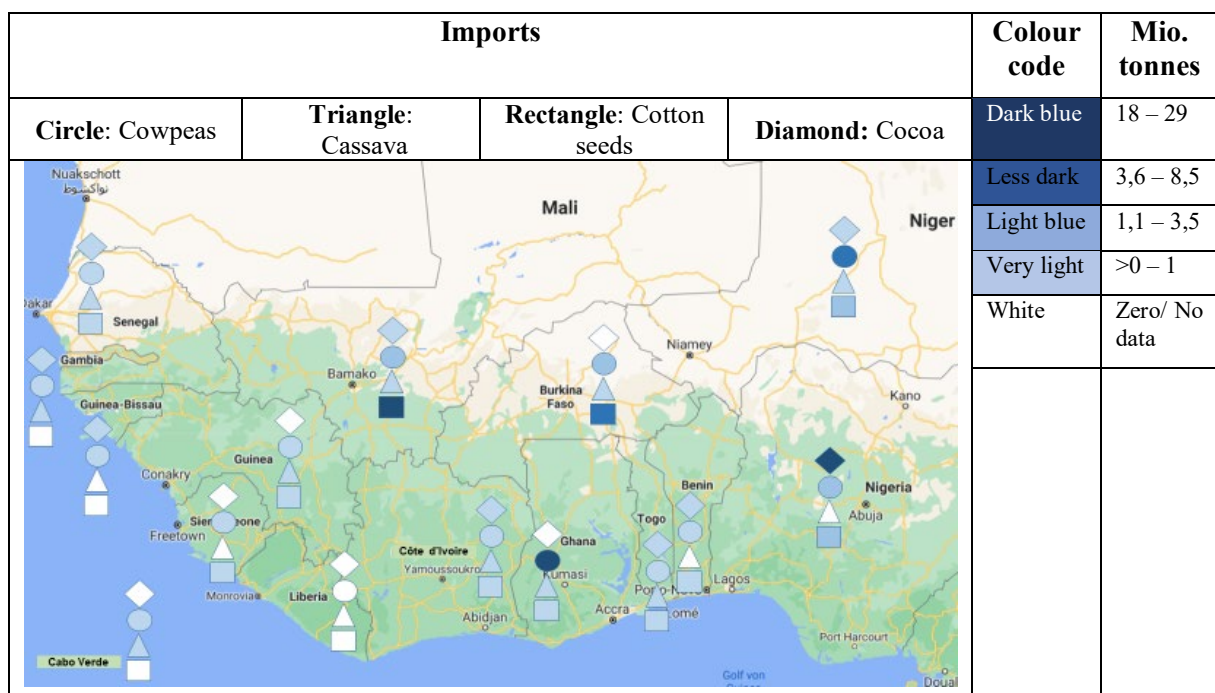 Imports
Colour
code
Mio.
tonnes
Circle: Cowpeas
Triangle:
Cassava
Rectangle: Cotton
seeds
Diamond: Cocoa
Dark blue
18 – 29
Less dark
3,6 – 8,5
Light blue
1,1 – 3,5
Very light
>0 – 1
White
Zero/ No
data
Nuakschott
نواكشوط
Mali
Niger
Dakar
Senegal
Gambia
Niamey
Bamako
Burkina
Faso
Kano
Guinea-Bissau
Guinea
Conakry
Benin
Nigeria
Abuja
Sier eone
Freetown
Togo
Ghana
Côte d'Ivoire
Yamoussoukro
Kumasi
Monrovia
Liberia
Lagos
Accra
Abidjan
Port Harcourt
Cabo Verde
Golf von